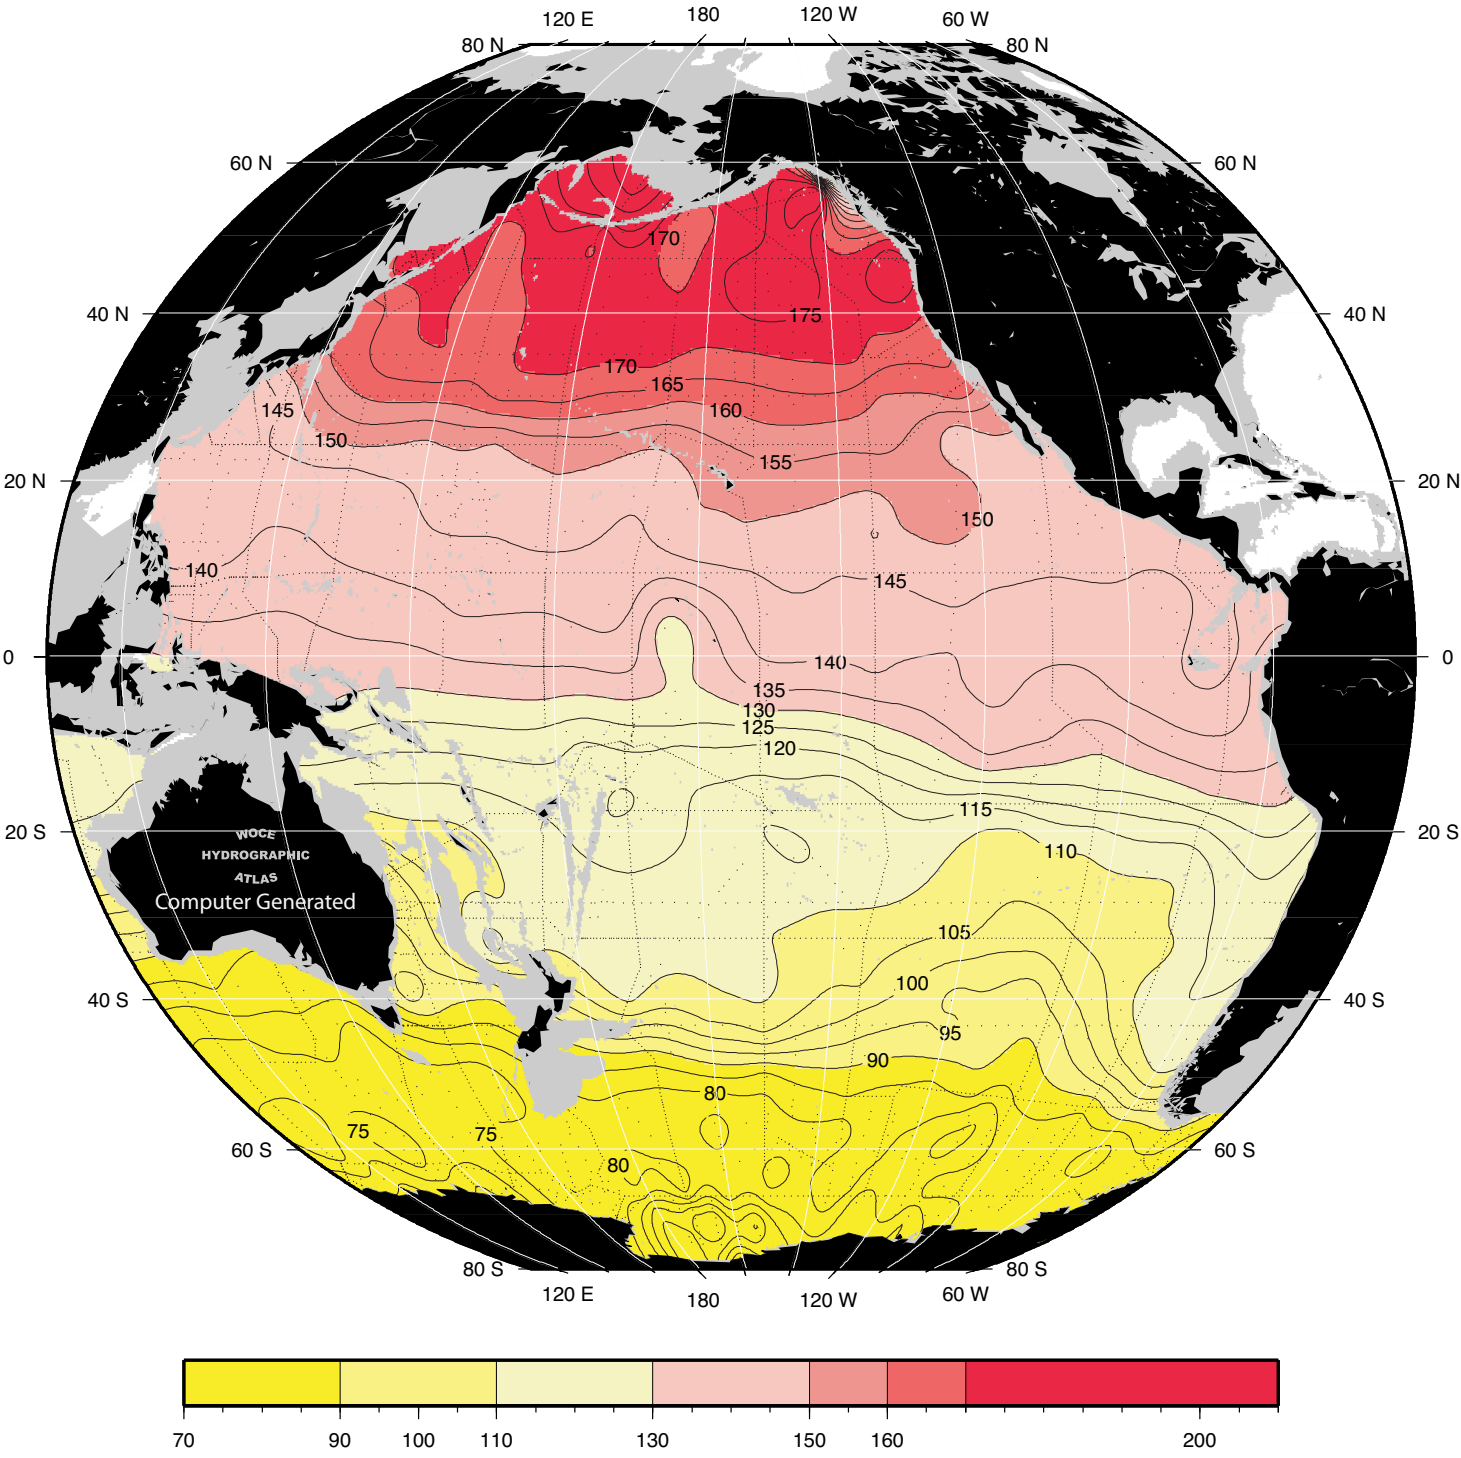 120 E 180 120 W 60 W
80 N 80 N
60 N 60 N
170
40 N 175 40 N
170
165
145 160
150 155
20 N 20 N
150
140 145
0 140 0
135
130
125
120
115
20 S WOCE 20 S
HYDROGRAPHIC 110
ATLAS
Computer Generated
105
100
40 S 40 S
95
90
80
75 75
60 S 60 S
80
80 S 80 S
120 E 180 120 W 60 W
70 90 100 110 130 150 160 200